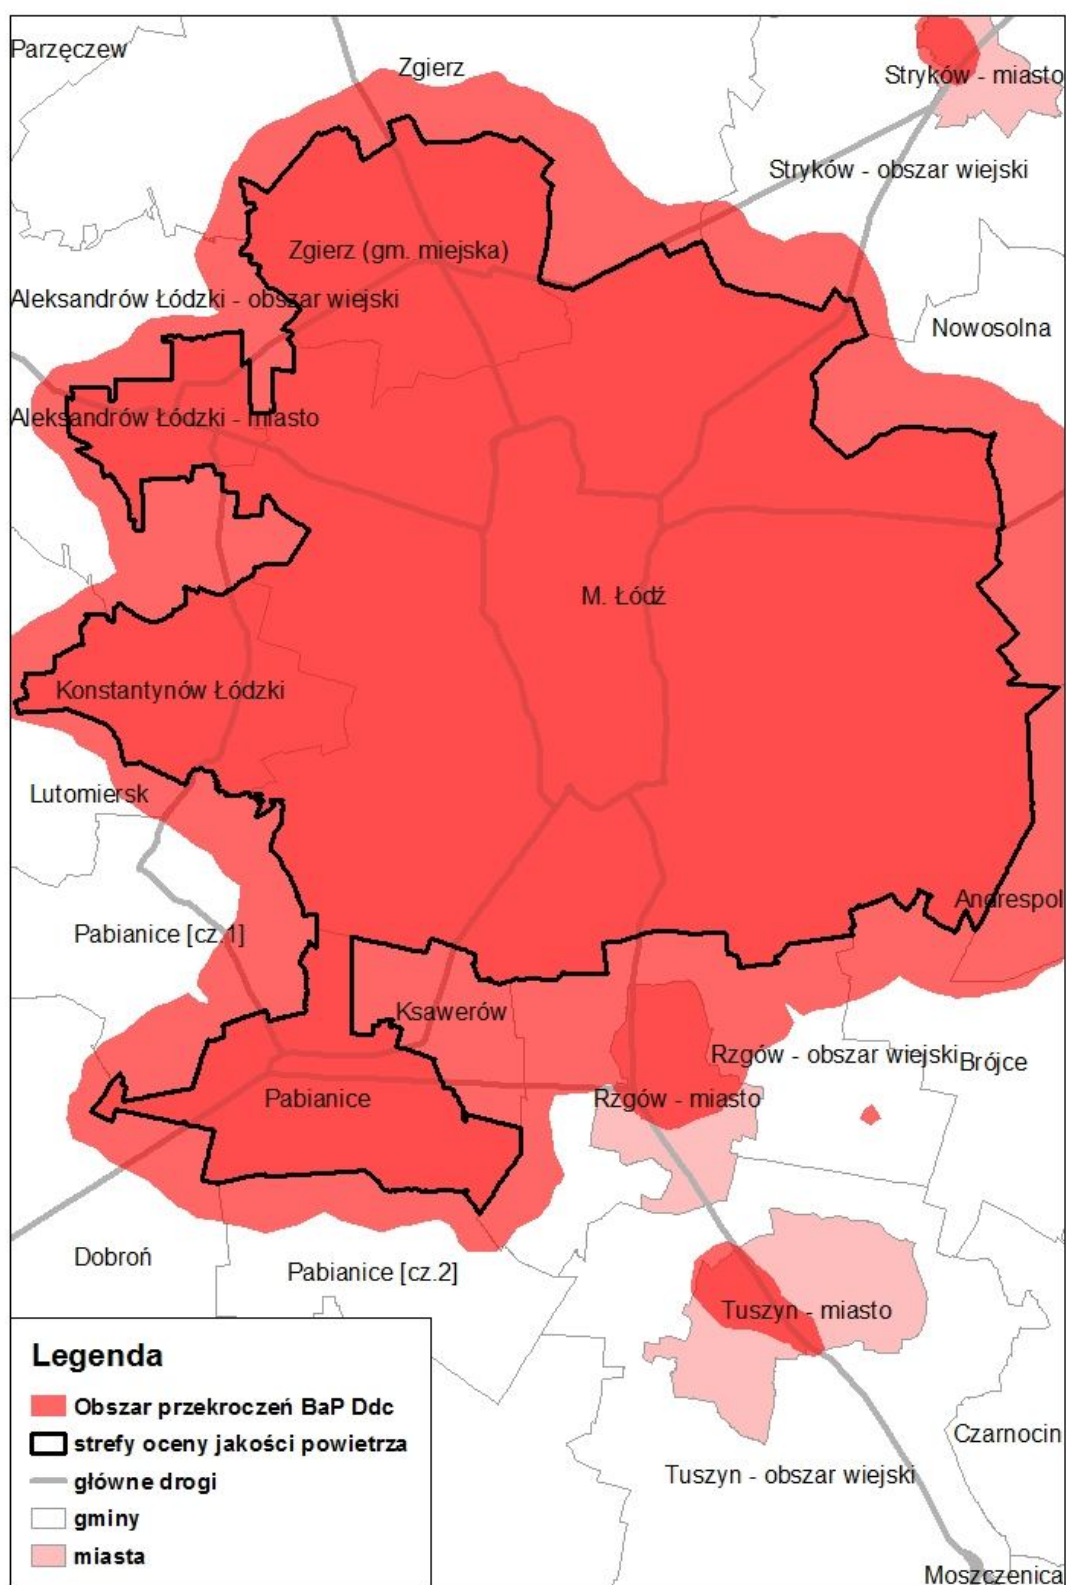 Parzęczew
Zgierz
Stryków - miasto
Stryków - obszar wiejski
Zgierz (gm. miejska)
Aleksandrów Łódzki - obszar wiejski
Nowosolna
Aleksandrów Łódzki - miasto
M. Łódź
Konstantynów Łódzki
Lutomiersk
Andrespol
Pabianice [cz.1]
Ksawerów
Rzgów - obszar wiejski
Brójce
Pabianice
Rzgów - miasto
Dobroń
Pabianice [cz.2]
Tuszyn - miasto
Legenda
Obszar przekroczeń BaP Ddc
strefy oceny jakości powietrza
główne drogi
gminy
miasta
Czarnocin
Tuszyn - obszar wiejski
Moszczenica